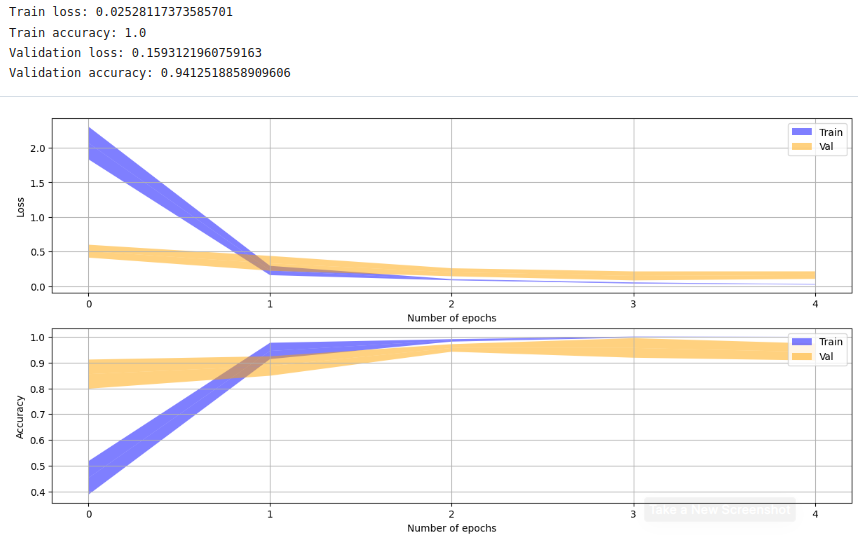 Train loss: 0.02528117373585701
Train accuracy: 1.0
Validation loss: 0.1593121960759163
Validation accuracy: 0.9412518858909606
Train
Val
2.0
1.5
1.0
0.5
0.0
Loss
0 1 2 3 4
Number of epochs
Train
Val
1.0
0.9
0.8
0.7
0.6
0.5
0.4
Accuracy
Take a New Screenshot
0 1 2 3 4
Number of epochs